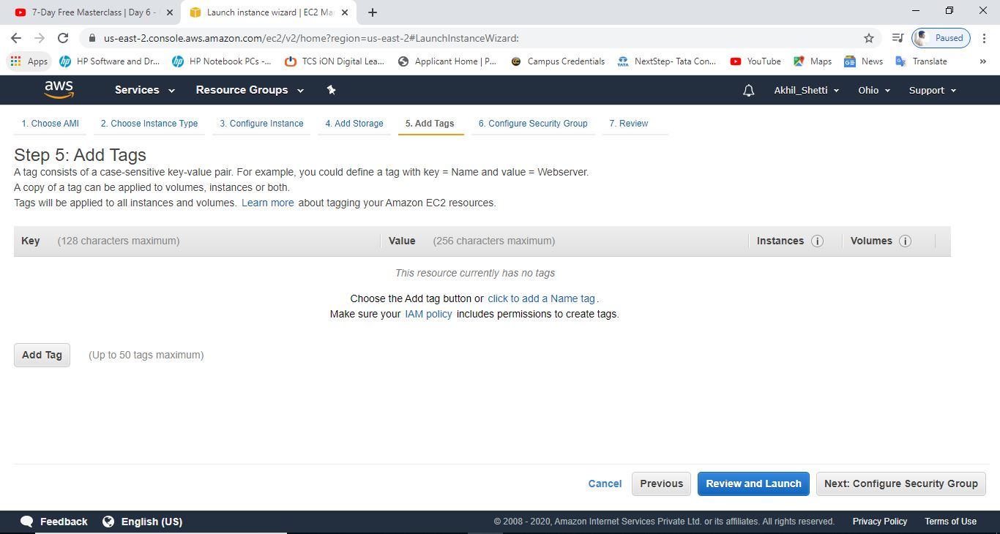 7-Day Free Masterclass | Day 6 -
Launch instance wizard | EC2 Ma
us-east-2.console.aws.amazon.com/ec2/v2/home?region=us-east-2#LaunchInstanceWizard:
Paused
Apps HP Software and Dr... HP Notebook PCs -... TCS iON Digital Lea... Applicant Home | P... Campus Credentials NextStep- Tata Con... YouTube Maps News Translate »
aws Services Resource Groups Akhil_Shetti Ohio Support
1. Choose AMI 2. Choose Instance Type 3. Configure Instance 4. Add Storage 5. Add Tags 6. Configure Security Group 7. Review
Step 5: Add Tags
A tag consists of a case-sensitive key-value pair. For example, you could define a tag with key = Name and value = Webserver.
A copy of a tag can be applied to volumes, instances or both.
Tags will be applied to all instances and volumes. Learn more about tagging your Amazon EC2 resources.
Key (128 characters maximum) Value (256 characters maximum) Instances i Volumes i
This resource currently has no tags
Choose the Add tag button or click to add a Name tag.
Make sure your IAM policy includes permissions to create tags.
Add Tag (Up to 50 tags maximum)
Cancel Previous Review and Launch Next: Configure Security Group
Feedback English (US) © 2008 - 2020, Amazon Internet Services Private Ltd. or its affiliates. All rights reserved. Privacy Policy Terms of Use